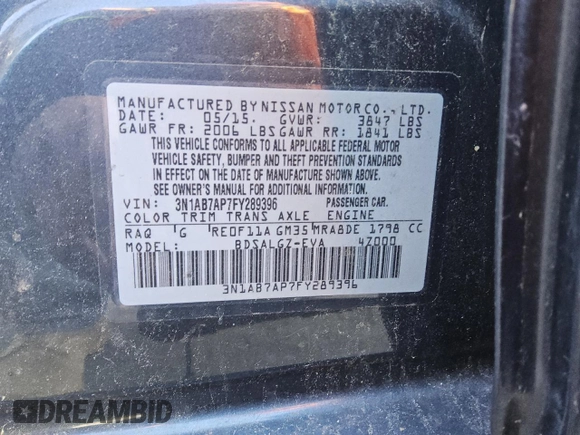 MANUFACTURED BY NISSAN MOTOR CO., LTD.
DATE: 05/15. GVWR: 3847 LBS
GAWR FR: 2006 LBS GAWR RR: 1841 LBS
THIS VEHICLE CONFORMS TO ALL APPLICABLE FEDERAL MOTOR
VEHICLE SAFETY, BUMPER AND THEFT PREVENTION STANDARDS
IN EFFECT ON THE DATE OF MANUFACTURE SHOWN ABOVE.
SEE OWNER'S MANUAL FOR ADDITIONAL INFORMATION.
VIN: 3N1AB7AP7FY289396 PASSENGER CAR.
COLOR TRIM TRANS AXLE ENGINE
RAQ G RE0F11A GM35 MRA8DE 1798 CC
MODEL: BDSALGZ-EVA 4Z000
3N1AB7AP7FY289396
DREAMBID